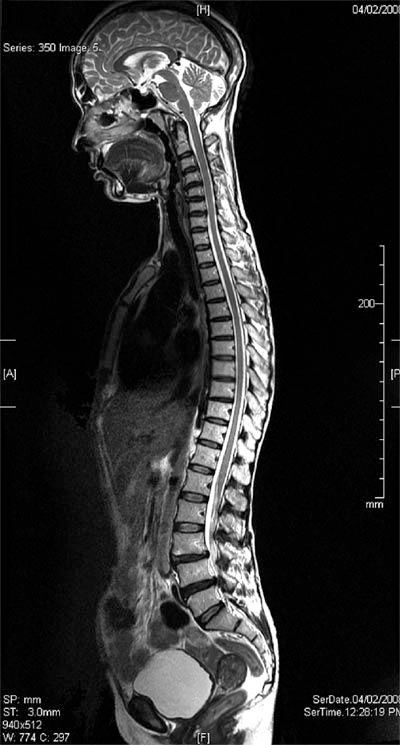 [H]
04/02/200
Series: 350 Image, 5.
200
[A]
[P
mm
SP: mm
ST: 3.0mm
940x512
W: 774 C: 297
[F]
SerDate.04/02/200
SerTime.12:28:19 PM